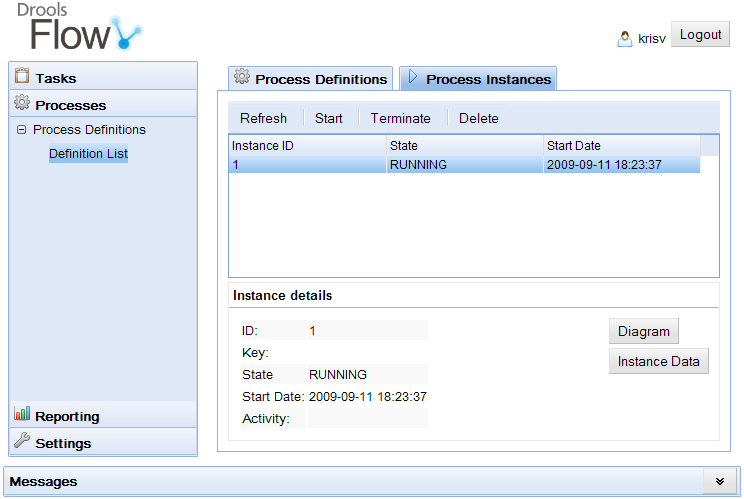 Drools
Flow
krisv
Logout
Tasks
Processes
Process Definitions
Definition List
Reporting
Settings
Process Definitions
Process Instances
Refresh
Start
Terminate
Delete
Instance ID State Start Date
1 RUNNING 2009-09-11 18:23:37
Instance details
ID: 1
Key:
State RUNNING
Start Date: 2009-09-11 18:23:37
Activity:
Diagram
Instance Data
Messages